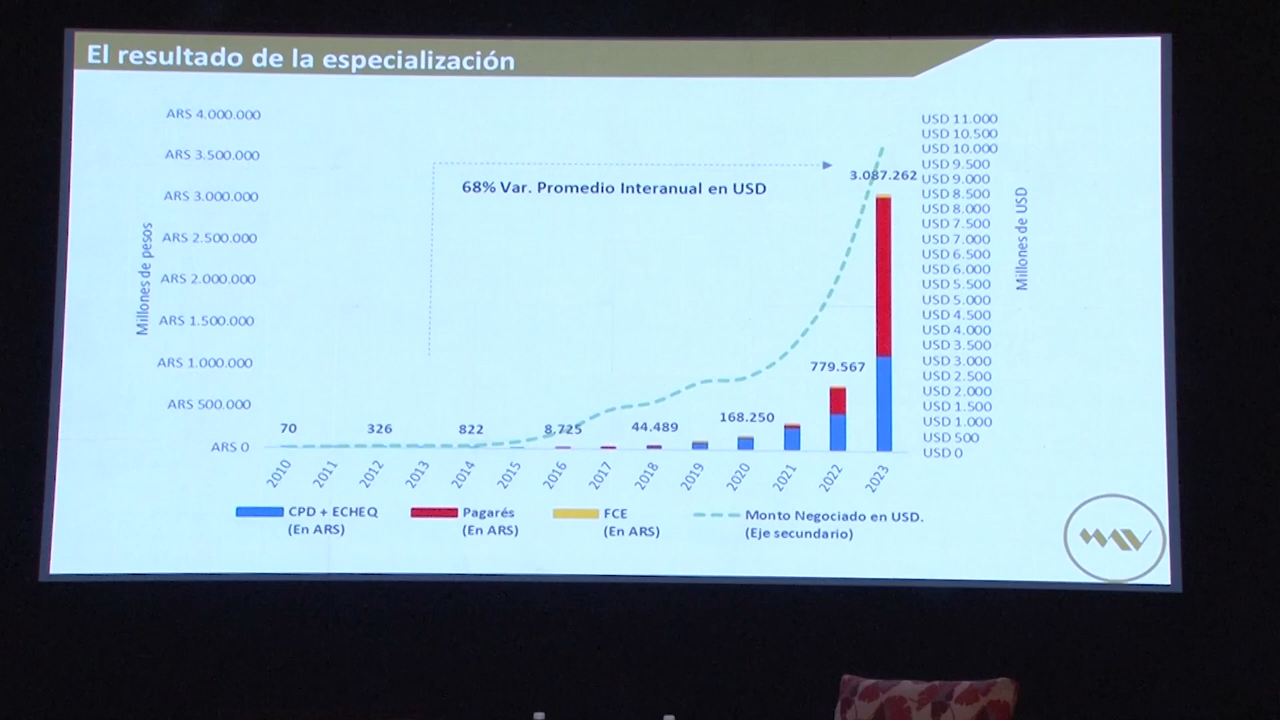 El resultado de la especialización
Millones de pesos
ARS 4.000.000
ARS 3.500.000
ARS 3.000.000
ARS 2.500.000
ARS 2.000.000
ARS 1.500.000
ARS 1.000.000
ARS 500.000
ARS 0
68% Var. Promedio Interanual en USD
70
326
822
8.725
44.489
168.250
779.567
3.087.262
USD 11.000
USD 10.500
USD 10.000
USD 9.500
USD 9.000
USD 8.500
USD 8.000
USD 7.500
USD 7.000
USD 6.500
USD 6.000
USD 5.500
USD 5.000
USD 4.500
USD 4.000
USD 3.500
USD 3.000
USD 2.500
USD 2.000
USD 1.500
USD 1.000
USD 500
USD 0
Millones de USD
2010
2011
2012
2013
2014
2015
2016
2017
2018
2019
2020
2021
2022
2023
CPD + ECHEQ
(En ARS)
Pagarés
(En ARS)
FCE
(En ARS)
Monto Negociado en USD.
(Eje secundario)
MAV